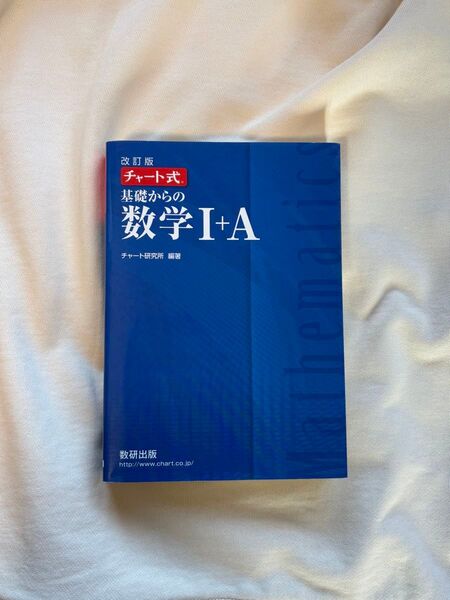 改訂版
チャート式
基礎からの
数学I+A
チャート研究所 編著
Mathematics
数研出版
http://www.chart.co.jp/